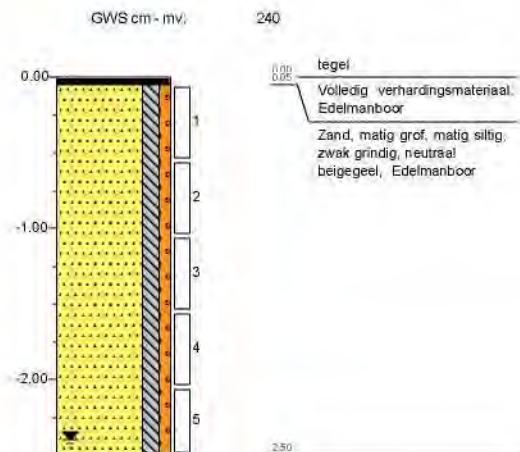 GWS cm - mv. 240
0.00
-1.00
-2.00
1
2
3
4
5
0.00
0.05
tegel
Volledig verhardingsmateriaal.
Edelmanboor
Zand, matig grof, matig siltig,
zwak grindig, neutraal
beigegeel, Edelmanboor
2.50